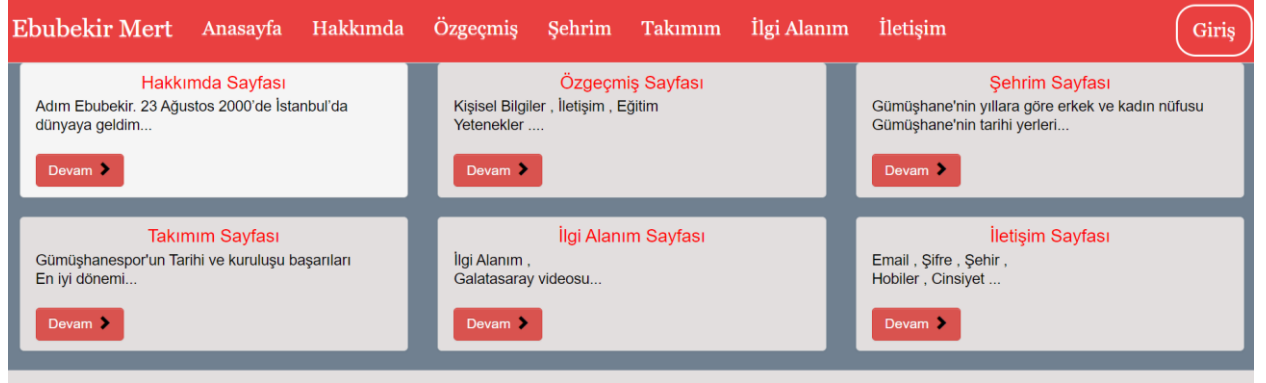 Ebubekir Mert Anasayfa Hakkımda Özgeçmiş Şehrim Takımım İlgi Alanım İletişim Giriş
Hakkımda Sayfası
Adım Ebubekir. 23 Ağustos 2000'de İstanbul'da
dünyaya geldim...
Devam
Özgeçmiş Sayfası
Kişisel Bilgiler , İletişim , Eğitim
Yetenekler ....
Devam
Şehrim Sayfası
Gümüşhane'nin yıllara göre erkek ve kadın nüfusu
Gümüşhane'nin tarihi yerleri...
Devam
Takımım Sayfası
Gümüşhanespor'un Tarihi ve kuruluşu başarıları
En iyi dönemi...
Devam
İlgi Alanım Sayfası
İlgi Alanım ,
Galatasaray videosu...
Devam
İletişim Sayfası
Email , Şifre , Şehir ,
Hobiler , Cinsiyet ...
Devam